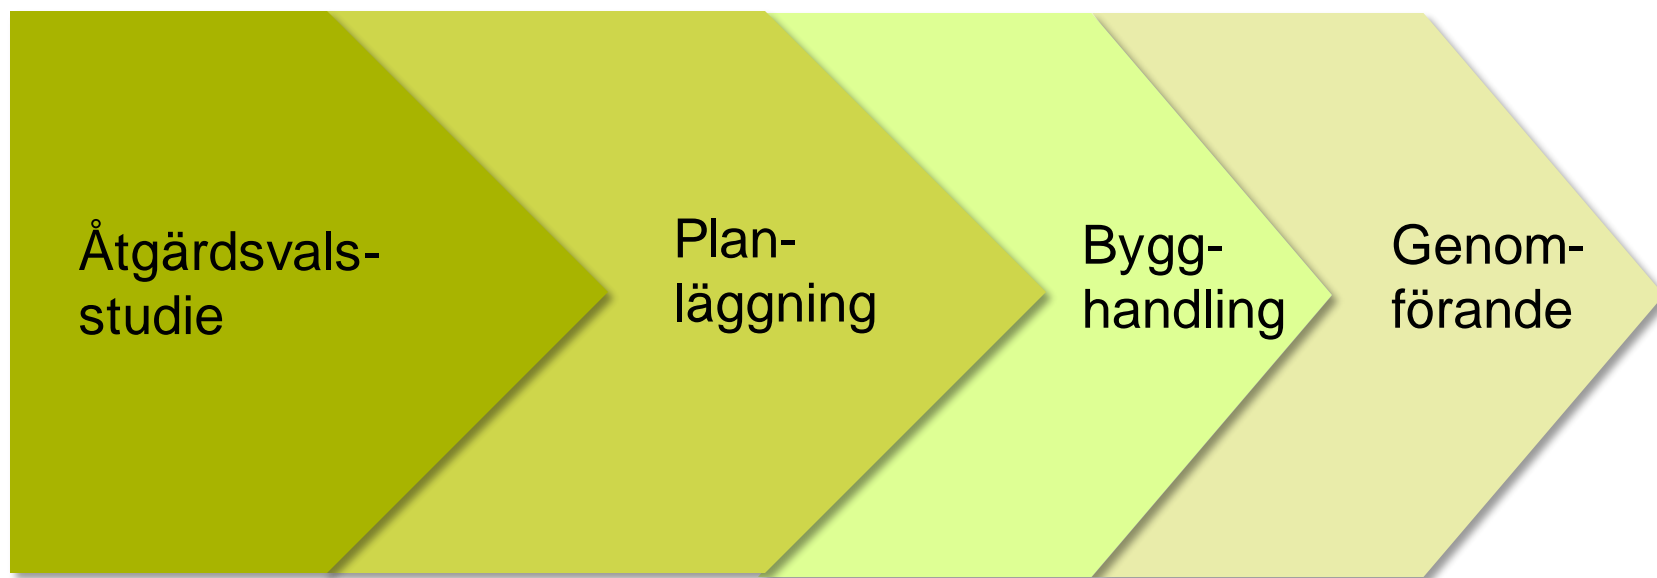 Åtgärdsvals-
studie
Plan-
läggning
Bygg-
handling
Genom-
förande